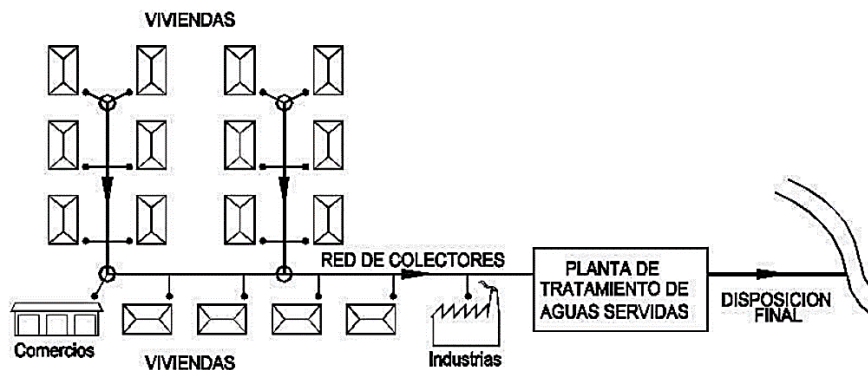 VIVIENDAS
RED DE COLECTORES
PLANTA DE
TRATAMIENTO DE
AGUAS SERVIDAS
DISPOSICION
FINAL
Comercios
VIVIENDAS
Industrias